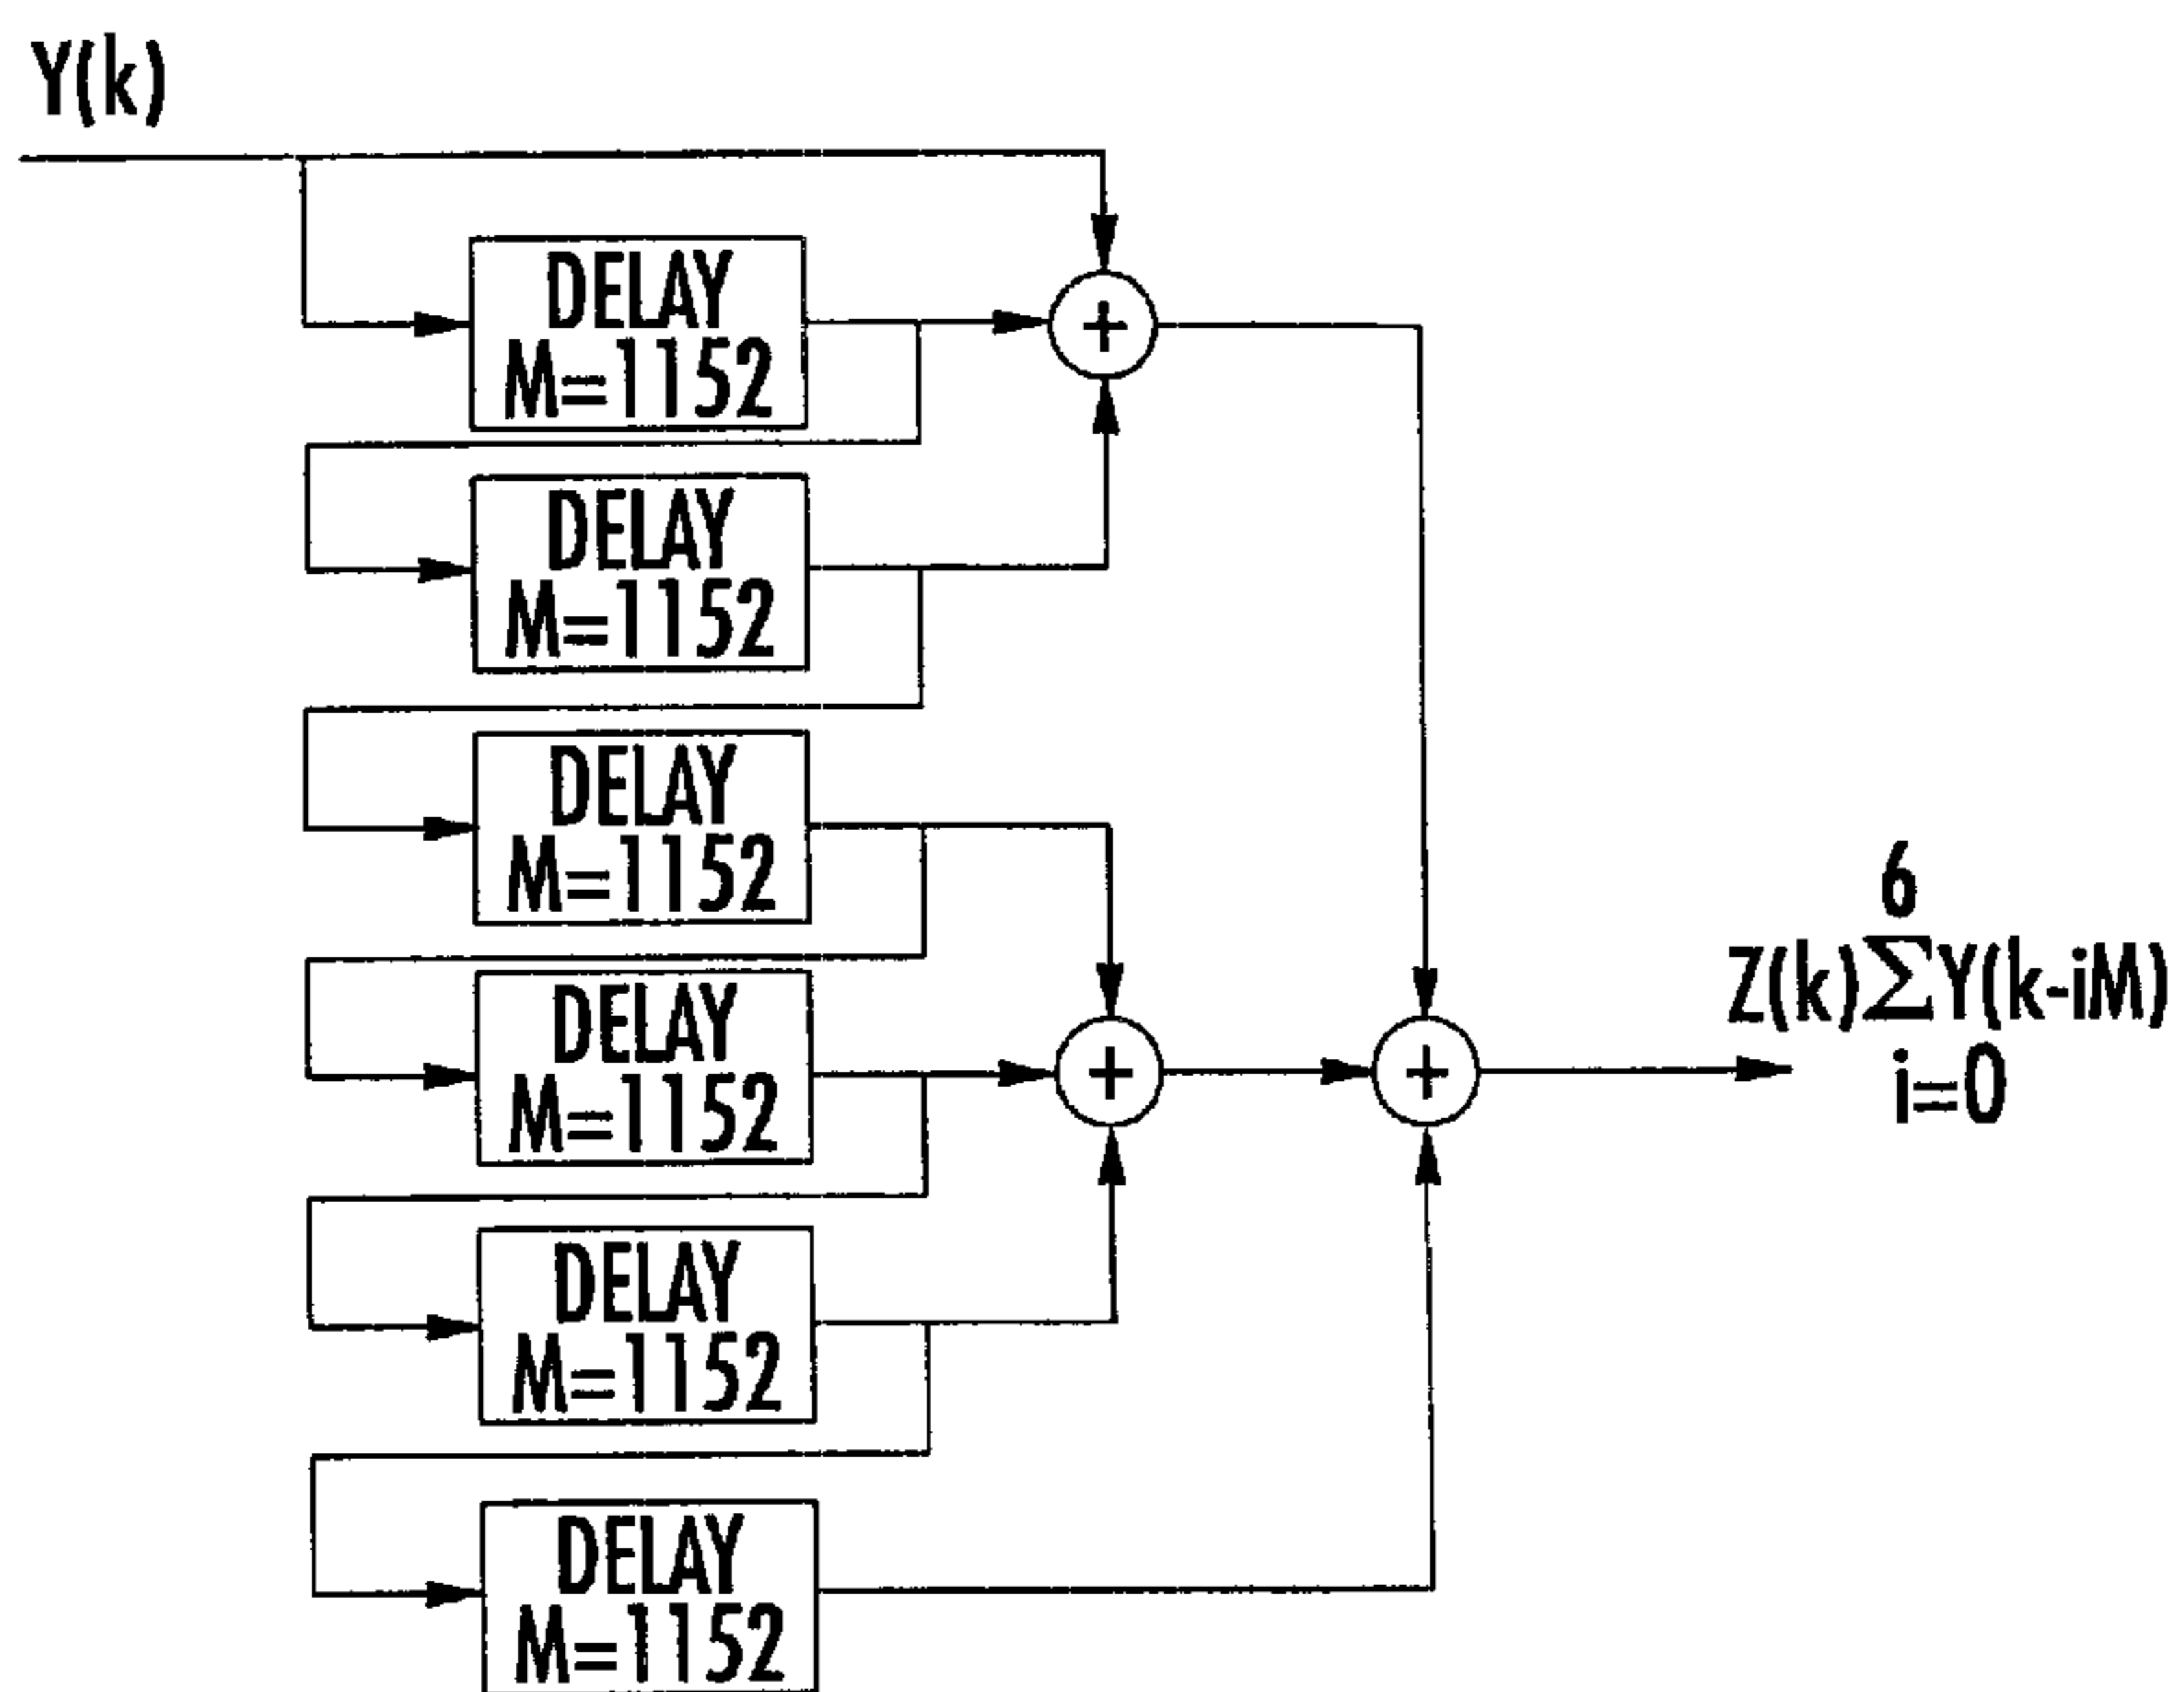 Y(k)
DELAY
M=1152
+
DELAY
M=1152
DELAY
M=1152
6
Z(k)ΣY(k-iM)
i=0
DELAY
M=1152
+
+
DELAY
M=1152
DELAY
M=1152